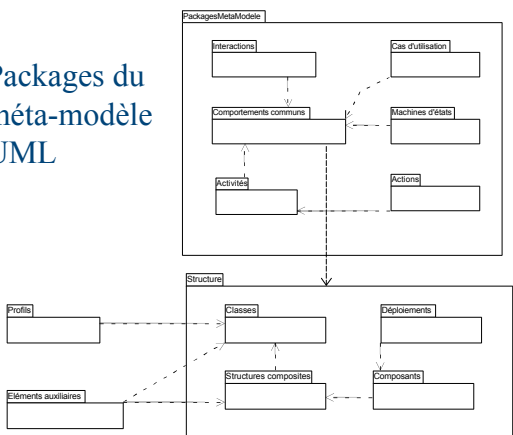 PackagesMetaModele
Packages du
méta-modèle
UML
Interactions
Cas d'utilisation
Comportements communs
Machines d'états
Activités
Actions
Structure
Profils
Classes
Déploiements
Eléments auxiliaires
Structures composites
Composants